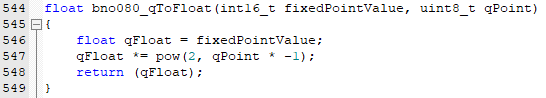 544 float bno080_qToFloat(int16_t fixedPointValue, uint8_t qPoint)
545 {
546 float qFloat = fixedPointValue;
547 qFloat *= pow(2, qPoint * -1);
548 return (qFloat);
549 }